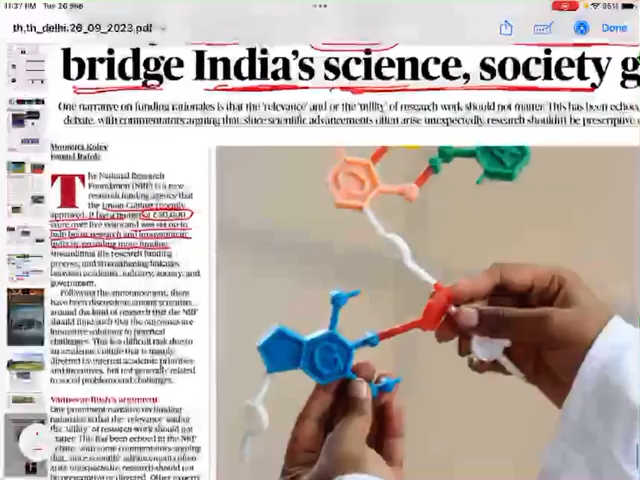 11:37 PM Tue 26 Sep
95%
th.th_delhi.26_09_2023.pdf
Done
bridge India's science, society g
One narrative on funding rationales is that the 'relevance' and or the 'utility' of research work should not matter. This has been echoed
debate, with commentators arguing that, since scientific advancements often arise unexpectedly, research shouldn't be prescriptive
The National Research
Foundation (NRF) is a new
research funding agency that
the Union Cabinet recently
approved. It has a budget of ₹50,000
crore over five years and was set up to
help boost research and innovation in
India by providing more funding,
streamlining the research funding
process, and strengthening linkages
between academia, industry, society, and
government.
Following the announcement, there
have been discussions among scientists
around the kind of research that the NRF
should fund such that the outcomes are
innovative solutions to practical
challenges. This is a difficult task due to
an academic culture that is mainly
directed by internal academic priorities
and incentives, but not generally related
to social problems and challenges.
Vannevar Bush's argument
One prominent narrative on funding
rationales is that the 'relevance' and/or
the 'utility' of research work should not
matter. This has been echoed in the NRF
with some commentators arguing
that, since scientific advancements often
arise unexpectedly, research should not
be prescriptive or directed. Other experts